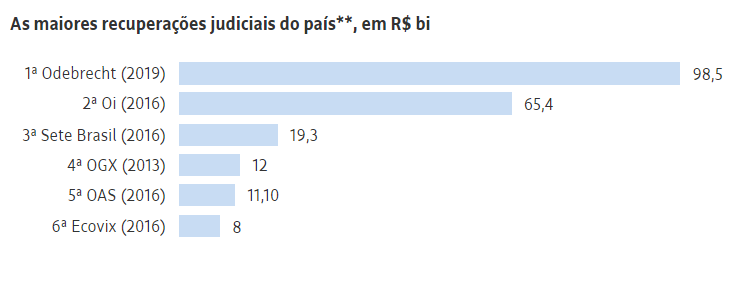 As maiores recuperações judiciais do país**, em R$ bi
1ª Odebrecht (2019) 98,5
2ª Oi (2016) 65,4
3ª Sete Brasil (2016) 19,3
4ª OGX (2013) 12
5ª OAS (2016) 11,10
6ª Ecovix (2016) 8